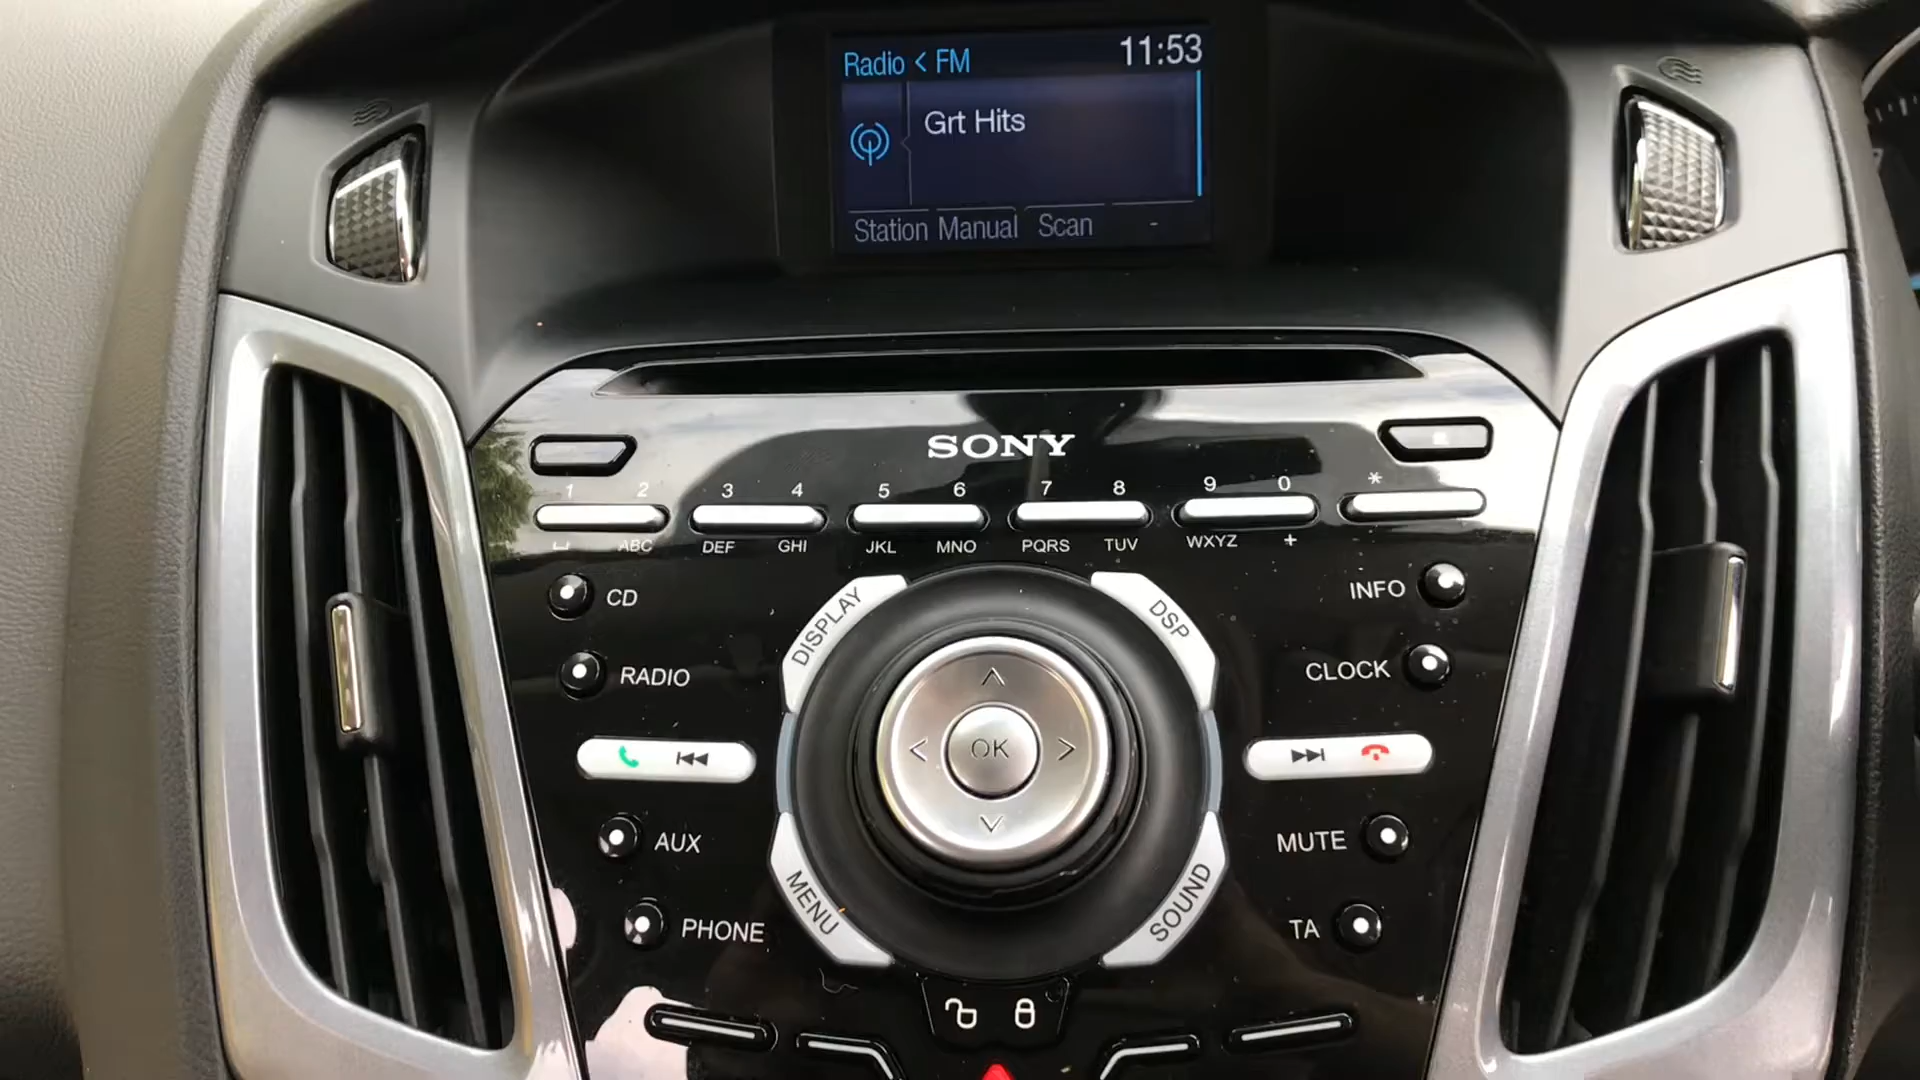 Radio < FM 11:53
Grt Hits
Station Manual Scan -
SONY
1 2 3 4 5 6 7 8 9 0 *
ABC DEF GHI JKL MNO PQRS TUV WXYZ +
CD
INFO
DISPLAY
DSP
RADIO
CLOCK
OK
AUX
MUTE
MENU
SOUND
PHONE
TA